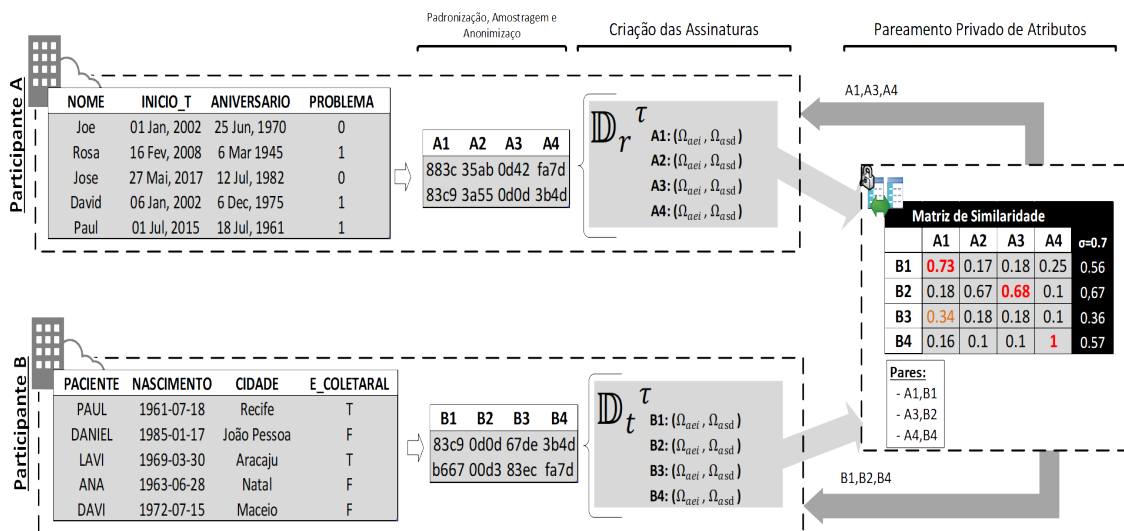 Padronização, Amostragem e
Anonimizaço
Criação das Assinaturas
Pareamento Privado de Atributos
Participante A
NOME INICIO_T ANIVERSARIO PROBLEMA
Joe 01 Jan, 2002 25 Jun, 1970 0
Rosa 16 Fev, 2008 6 Mar 1945 1
Jose 27 Mai, 2017 12 Jul, 1982 0
David 06 Jan, 2002 6 Dec, 1975 1
Paul 01 Jul, 2015 18 Jul, 1961 1
A1 A2 A3 A4
883c 35ab 0d42 fa7d
83c9 3a55 0d0d 3b4d
𝔻r τ
A1: (Ωaei , Ωasd)
A2: (Ωaei , Ωasd)
A3: (Ωaei , Ωasd)
A4: (Ωaei , Ωasd)
A1,A3,A4
Matriz de Similaridade
A1 A2 A3 A4 σ=0.7
B1 0.73 0.17 0.18 0.25 0.56
B2 0.18 0.67 0.68 0.1 0,67
B3 0.34 0.18 0.18 0.1 0.36
B4 0.16 0.1 0.1 1 0.57
Pares:
- A1,B1
- A3,B2
- A4,B4
Participante B
PACIENTE NASCIMENTO CIDADE E_COLETARAL
PAUL 1961-07-18 Recife T
DANIEL 1985-01-17 João Pessoa F
LAVI 1969-03-30 Aracaju T
ANA 1963-06-28 Natal F
DAVI 1972-07-15 Maceio F
B1 B2 B3 B4
83c9 0d0d 67de 3b4d
b667 00d3 83ec fa7d
𝔻t τ
B1: (Ωaei , Ωasd)
B2: (Ωaei , Ωasd)
B3: (Ωaei , Ωasd)
B4: (Ωaei , Ωasd)
B1,B2,B4